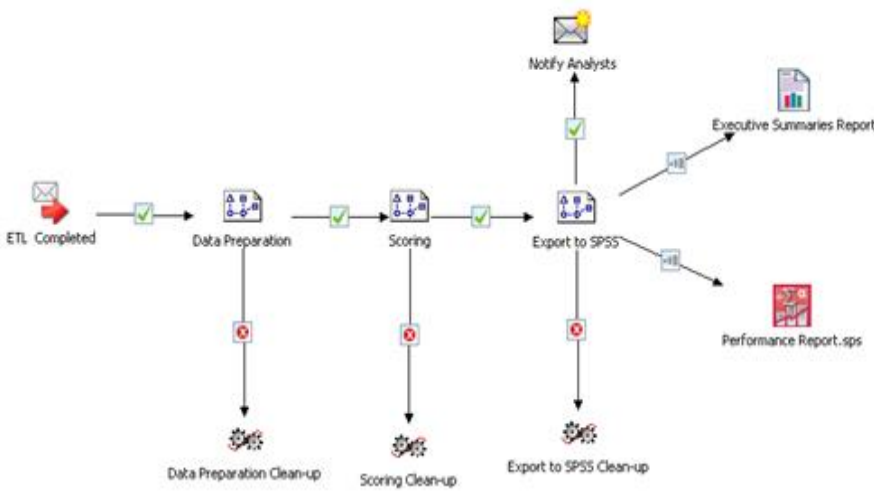 Notify Analysts
Executive Summaries Report
ETL Completed
Data Preparation
Scoring
Export to SPSS
Performance Report.sps
Data Preparation Clean-up
Scoring Clean-up
Export to SPSS Clean-up